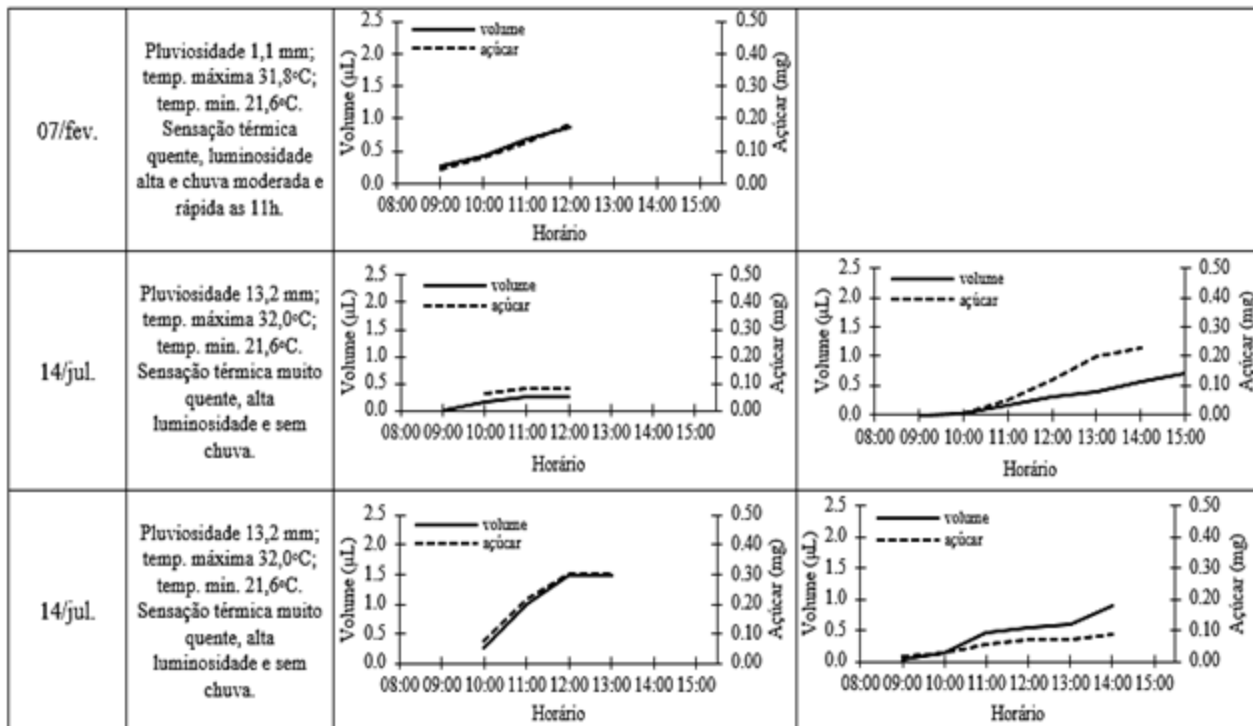 07/fev.
Pluviosidade 1,1 mm;
temp. máxima 31,8ºC;
temp. min. 21,6ºC.
Sensação térmica
quente, luminosidade
alta e chuva moderada e
rápida as 11h.
volume
açúcar
Volume (µL)
2.5
2.0
1.5
1.0
0.5
0.0
Açúcar (mg)
0.50
0.40
0.30
0.20
0.10
0.00
08:00 09:00 10:00 11:00 12:00 13:00 14:00 15:00
Horário
14/jul.
Pluviosidade 13,2 mm;
temp. máxima 32,0ºC;
temp. min. 21,6ºC.
Sensação térmica muito
quente, alta
luminosidade e sem
chuva.
volume
açúcar
Volume (µL)
2.5
2.0
1.5
1.0
0.5
0.0
Açúcar (mg)
0.50
0.40
0.30
0.20
0.10
0.00
08:00 09:00 10:00 11:00 12:00 13:00 14:00 15:00
Horário
volume
açúcar
Volume (µL)
2.5
2.0
1.5
1.0
0.5
0.0
Açúcar (mg)
0.50
0.40
0.30
0.20
0.10
0.00
08:00 09:00 10:00 11:00 12:00 13:00 14:00 15:00
Horário
14/jul.
Pluviosidade 13,2 mm;
temp. máxima 32,0ºC;
temp. min. 21,6ºC.
Sensação térmica muito
quente, alta
luminosidade e sem
chuva.
volume
açúcar
Volume (µL)
2.5
2.0
1.5
1.0
0.5
0.0
Açúcar (mg)
0.50
0.40
0.30
0.20
0.10
0.00
08:00 09:00 10:00 11:00 12:00 13:00 14:00 15:00
Horário
volume
açúcar
Volume (µL)
2.5
2.0
1.5
1.0
0.5
0.0
Açúcar (mg)
0.50
0.40
0.30
0.20
0.10
0.00
08:00 09:00 10:00 11:00 12:00 13:00 14:00 15:00
Horário